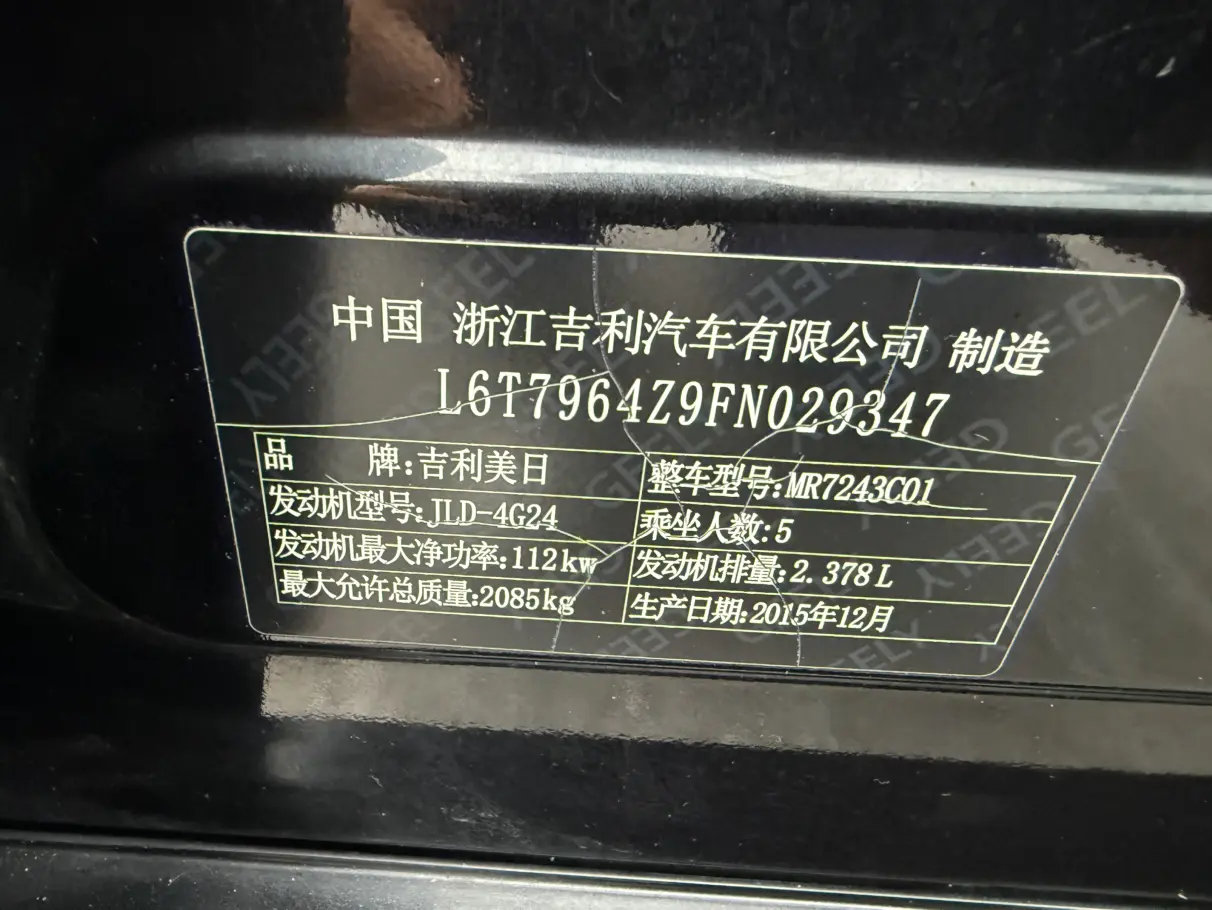 中国 浙江吉利汽车有限公司 制造
L6T7964Z9FN029347
品 牌:吉利美日 整车型号:MR7243C01
发动机型号:JLD-4G24 乘坐人数:5
发动机最大净功率:112kw 发动机排量:2.378L
最大允许总质量:2085kg 生产日期:2015年12月